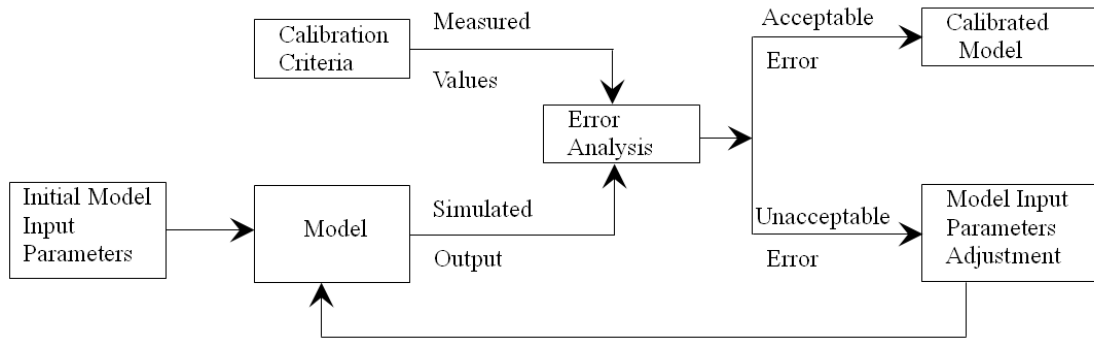 Calibration
Criteria
Measured
Values
Acceptable
Error
Calibrated
Model
Error
Analysis
Initial Model
Input
Parameters
Model
Simulated
Output
Unacceptable
Error
Model Input
Parameters
Adjustment